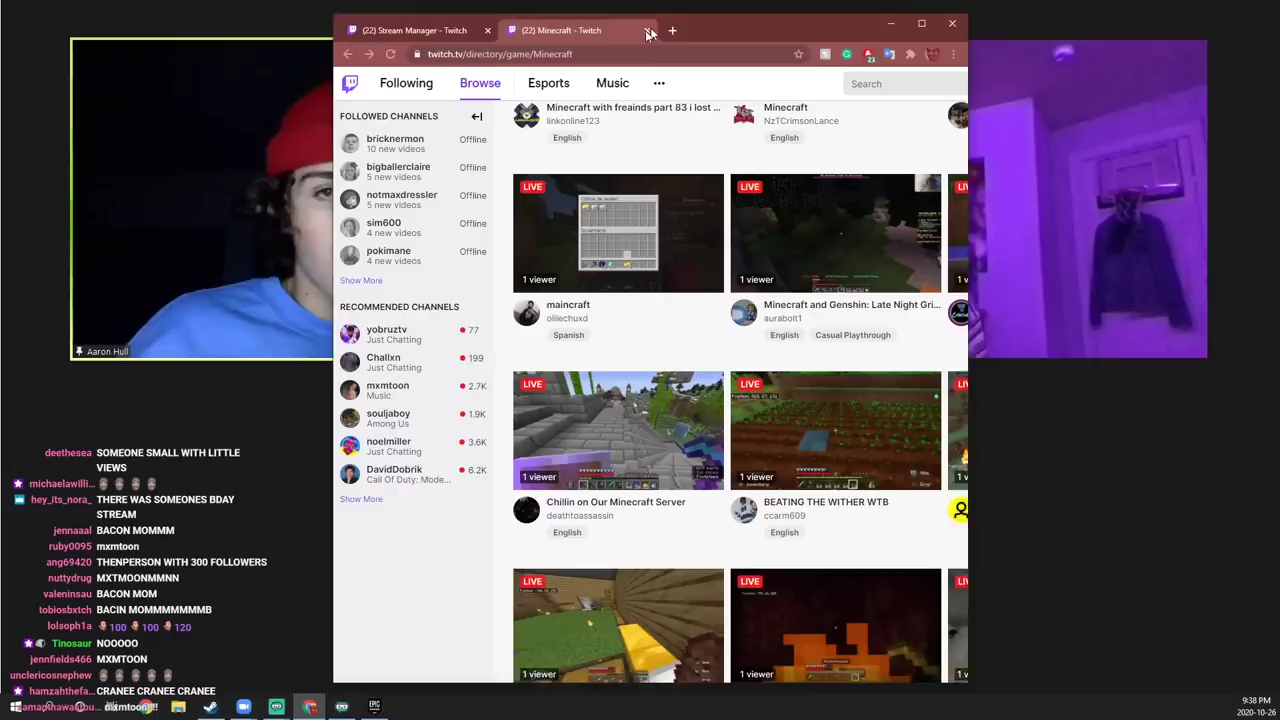 (22) Stream Manager - Twitch
(22) Minecraft - Twitch
twitch.tv/directory/game/Minecraft
23
Following
Browse
Esports
Music
Search
FOLLOWED CHANNELS
bricknermon
Offline
10 new videos
bigballerclaire
Offline
5 new videos
notmaxdressler
Offline
5 new videos
sim600
Offline
4 new videos
pokimane
Offline
4 new videos
Show More
RECOMMENDED CHANNELS
yobruztv
77
Just Chatting
Challxn
199
Just Chatting
mxmtoon
2.7K
Music
souljaboy
1.9K
Among Us
noelmiller
3.6K
Just Chatting
DavidDobrik
6.2K
Call Of Duty: Mode...
Show More
Minecraft with freainds part 83 i lost ...
linkonline123
English
Minecraft
NzTCrimsonLance
English
LIVE
1 viewer
maincraft
olilechuxd
Spanish
LIVE
1 viewer
Minecraft and Genshin: Late Night Gri...
aurabolt1
English
Casual Playthrough
LIVE
1 viewer
Chillin on Our Minecraft Server
deathtoassassin
English
LIVE
1 viewer
BEATING THE WITHER WTB
ccarm609
English
LIVE
1 viewer
LIVE
1 viewer
Aaron Hull
deethesea SOMEONE SMALL WITH LITTLE
VIEWS
michaelawilli...
hey_its_nora_ THERE WAS SOMEONES BDAY
STREAM
jennaaal BACON MOMMM
ruby0095 mxmtoon
ang69420 THENPERSON WITH 300 FOLLOWERS
nuttydrug MXTMOONMMNN
valeninsau BACON MOM
tobiosbxtch BACIN MOMMMMMMMB
lolsoph1a 100 100 120
Tinosaur NOOOOO
jennfields466 MXMTOON
unclericosnephew
hamzahthefa... CRANEE CRANEE CRANEE
mxmtoon!!!!
EPIC
9:38 PM
2020-10-26